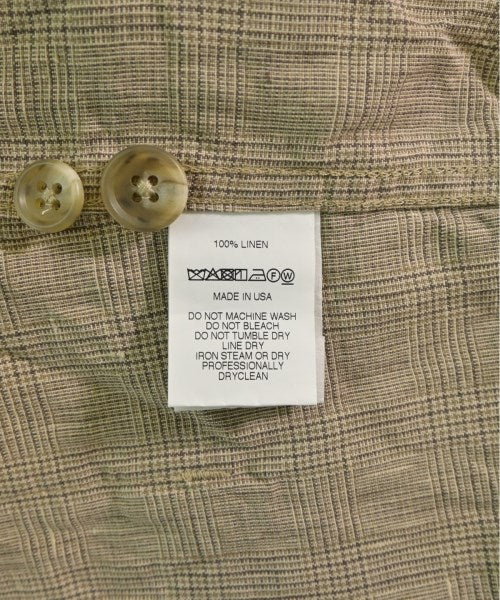 100% LINEN
F W
MADE IN USA
DO NOT MACHINE WASH
DO NOT BLEACH
DO NOT TUMBLE DRY
LINE DRY
IRON STEAM OR DRY
PROFESSIONALLY
DRYCLEAN